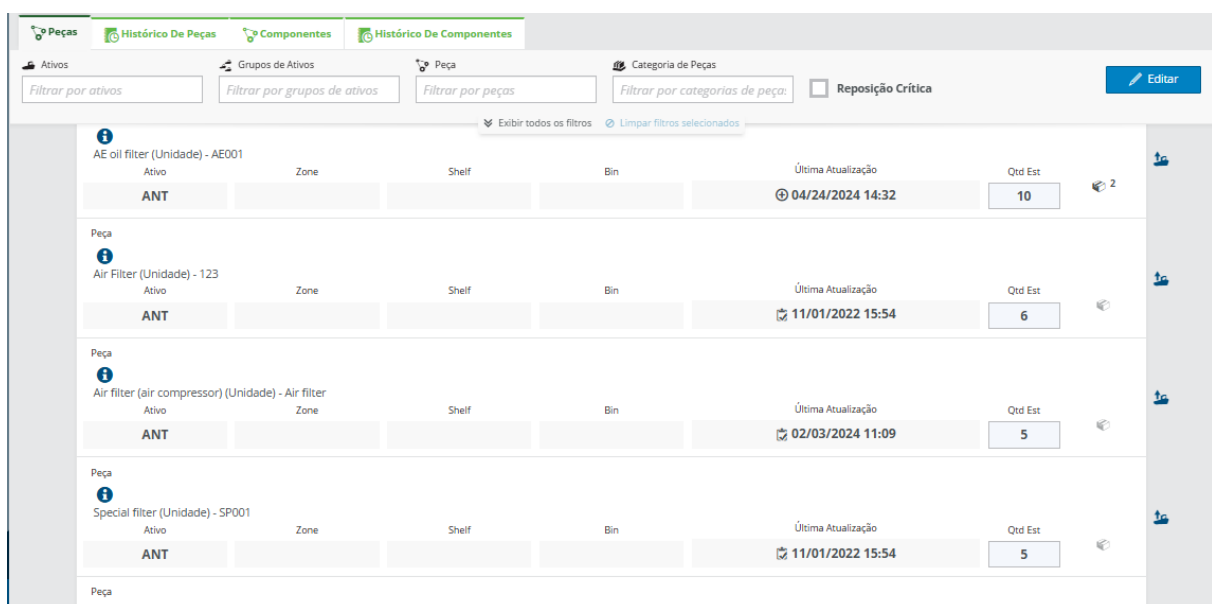 Peças Histórico De Peças Componentes Histórico De Componentes
Ativos Grupos de Ativos Peça Categoria de Peças
Filtrar por ativos Filtrar por grupos de ativos Filtrar por peças Filtrar por categorias de peça: Reposição Crítica Editar
Exibir todos os filtros Limpar filtros selecionados
AE oil filter (Unidade) - AE001
Ativo Zone Shelf Bin Última Atualização Qtd Est
ANT 04/24/2024 14:32 10 2
Peça
Air Filter (Unidade) - 123
Ativo Zone Shelf Bin Última Atualização Qtd Est
ANT 11/01/2022 15:54 6
Peça
Air filter (air compressor) (Unidade) - Air filter
Ativo Zone Shelf Bin Última Atualização Qtd Est
ANT 02/03/2024 11:09 5
Peça
Special filter (Unidade) - SP001
Ativo Zone Shelf Bin Última Atualização Qtd Est
ANT 11/01/2022 15:54 5
Peça